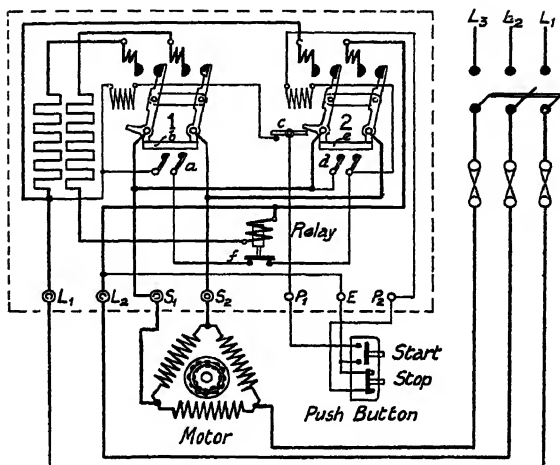 L3 L2 L1
1 2
b c e
a d
Relay
f
L1 L2 S1 S2 P1 E P2
Start
Stop
Push Button
Motor